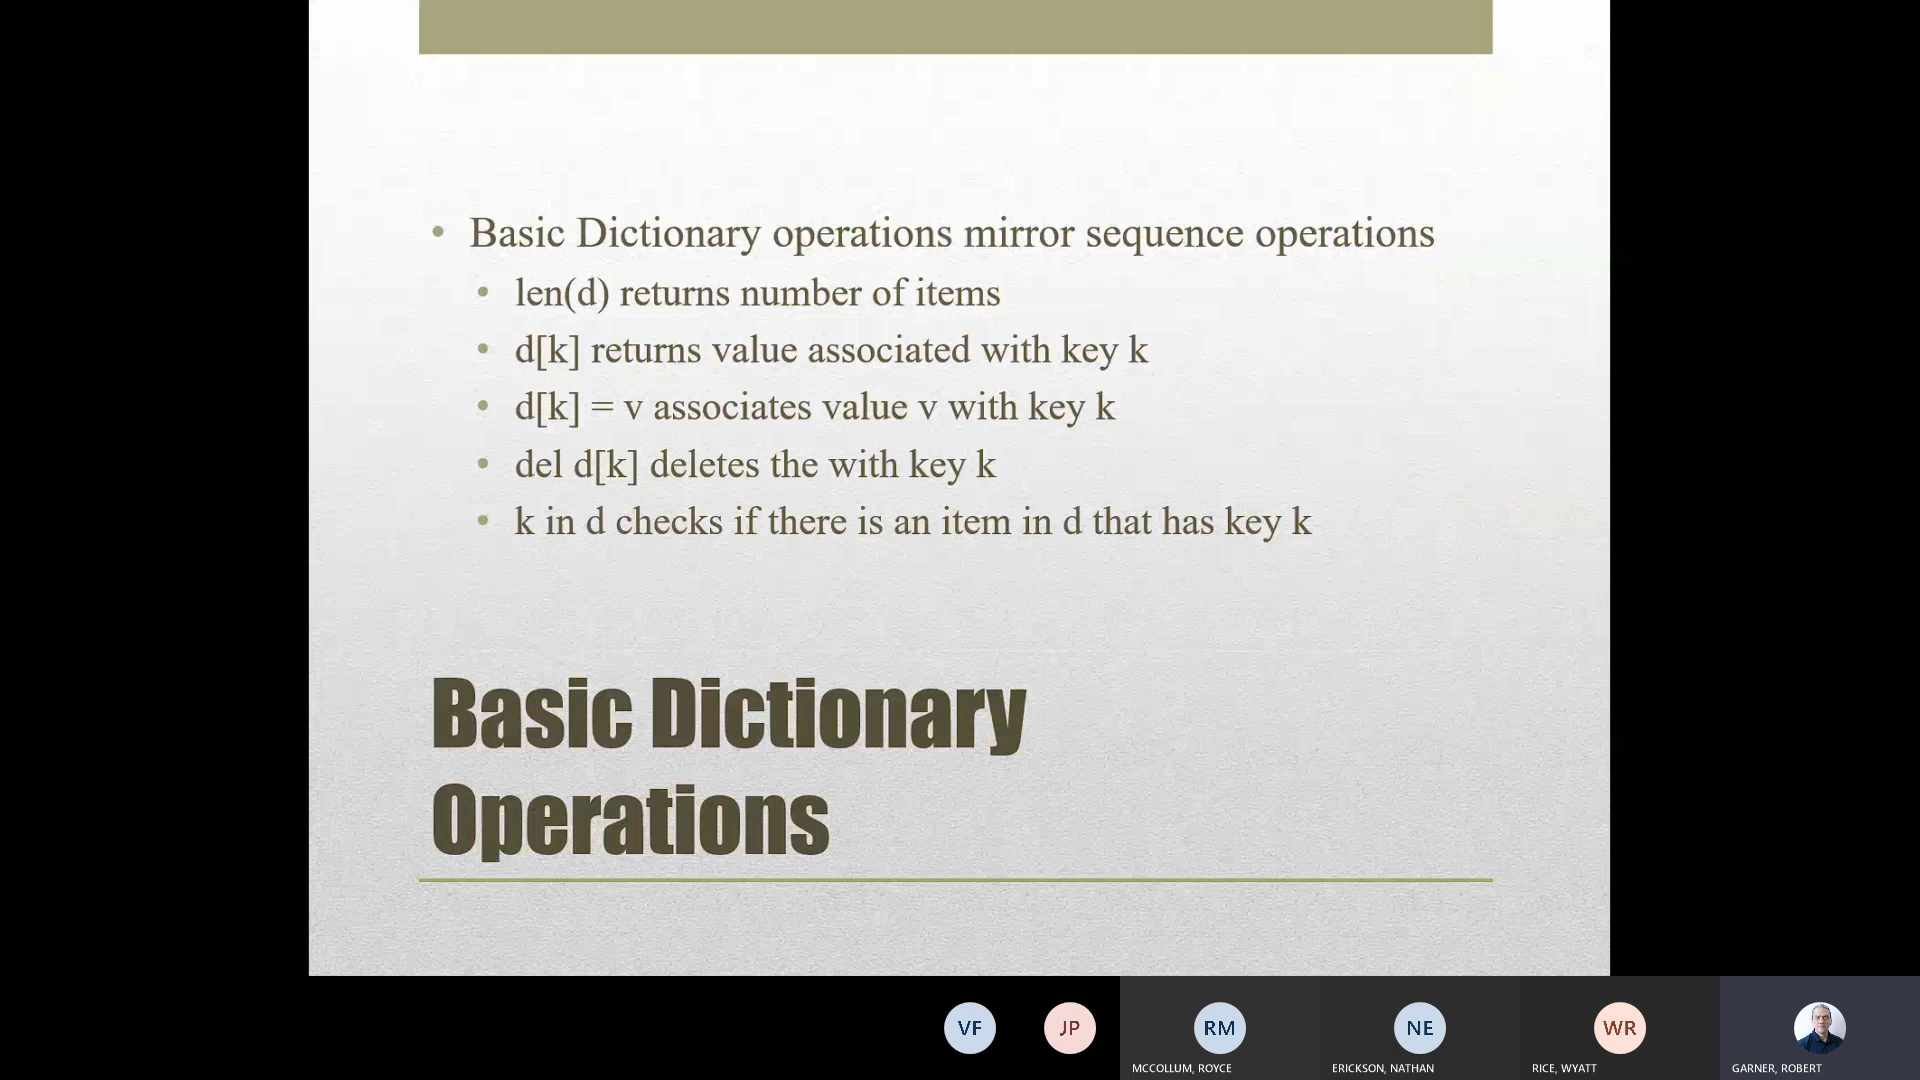 • Basic Dictionary operations mirror sequence operations
• len(d) returns number of items
• d[k] returns value associated with key k
• d[k] = v associates value v with key k
• del d[k] deletes the with key k
• k in d checks if there is an item in d that has key k
Basic Dictionary
Operations
VF
JP
RM
NE
WR
MCCOLLUM, ROYCE
ERICKSON, NATHAN
RICE, WYATT
GARNER, ROBERT